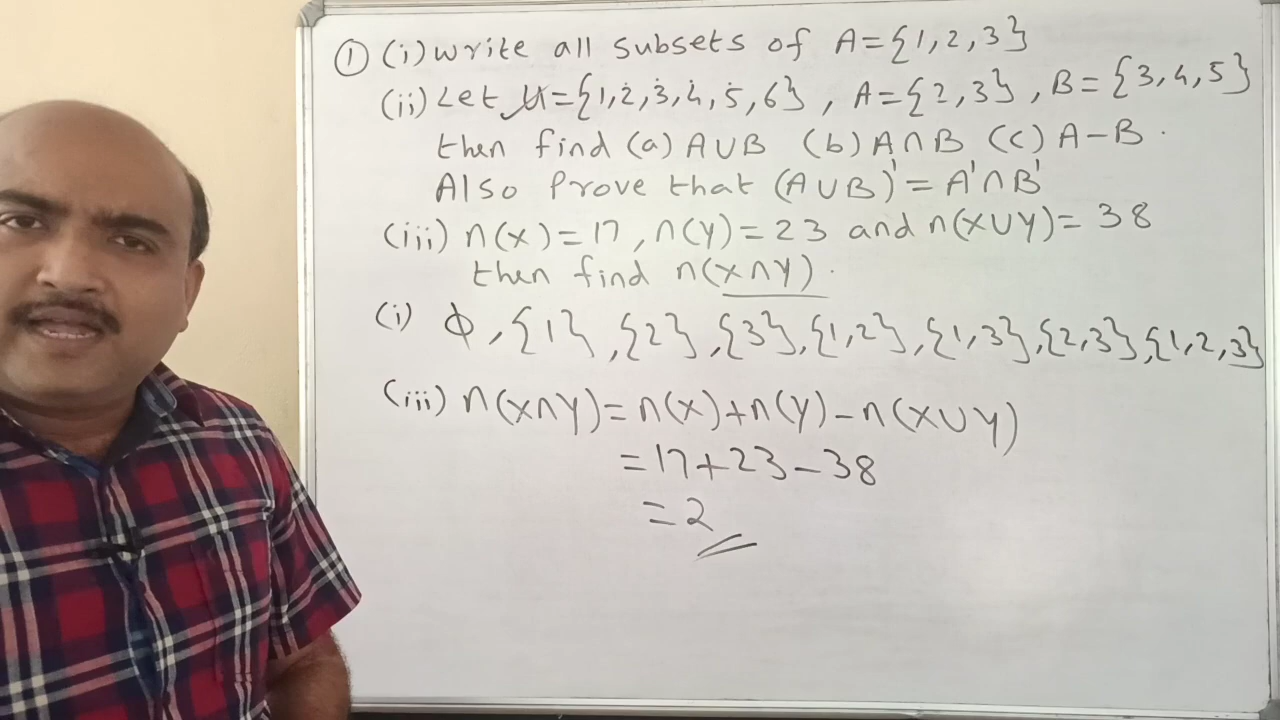 ① (i) write all subsets of A={1,2,3}
(ii) Let U={1,2,3,4,5,6}, A={2,3}, B={3,4,5}
then find (a) A∪B (b) A∩B (c) A-B.
Also Prove that (A∪B)'=A'∩B'
(iii) n(X)=17, n(Y)=23 and n(X∪Y)=38
then find n(X∩Y).
(i) ϕ, {1}, {2}, {3}, {1,2}, {1,3}, {2,3}, {1,2,3}
(iii) n(X∩Y)=n(X)+n(Y)-n(X∪Y)
=17+23-38
=2